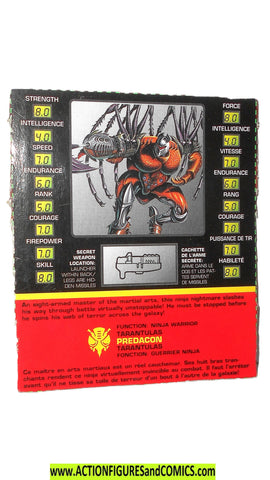 STRENGTH
8.0
INTELLIGENCE
4.0
SPEED
7.0
ENDURANCE
6.0
RANK
5.0
COURAGE
7.0
FIREPOWER
7.0
SKILL
8.0
SECRET
WEAPON
LOCATION:
LAUNCHER
WITHIN BACK/
LEGS ARE HID-
DEN MISSILES
CACHETTE
DE L'ARME
SECRÈTE:
ARME DANS LE
DOS ET LES PAT-
TES SERVENT
DE MISSILES
FORCE
8.0
INTELLIGENCE
4.0
VITESSE
7.0
ENDURANCE
6.0
RANG
5.0
COURAGE
7.0
PUISSANCE DE TIR
7.0
HABILETÉ
8.0
An eight-armed master of the martial arts, this ninja nightmare slashes
his way through battle virtually unstoppable! He must be stopped before
he spins his web of terror across the galaxy!
FUNCTION: NINJA WARRIOR
TARANTULAS
PREDACON
TARANTULAS
FONCTION: GUERRIER NINJA
Ce maître en arts martiaux est un réel cauchemar. Ses huit bras tran-
chants rendent ce ninja virtuellement invincible au combat. Il faut l'arrêter
avant qu'il ne tisse sa toile de terreur d'un bout à l'autre de la galaxie!
www.ACTIONFIGURESandCOMICS.com